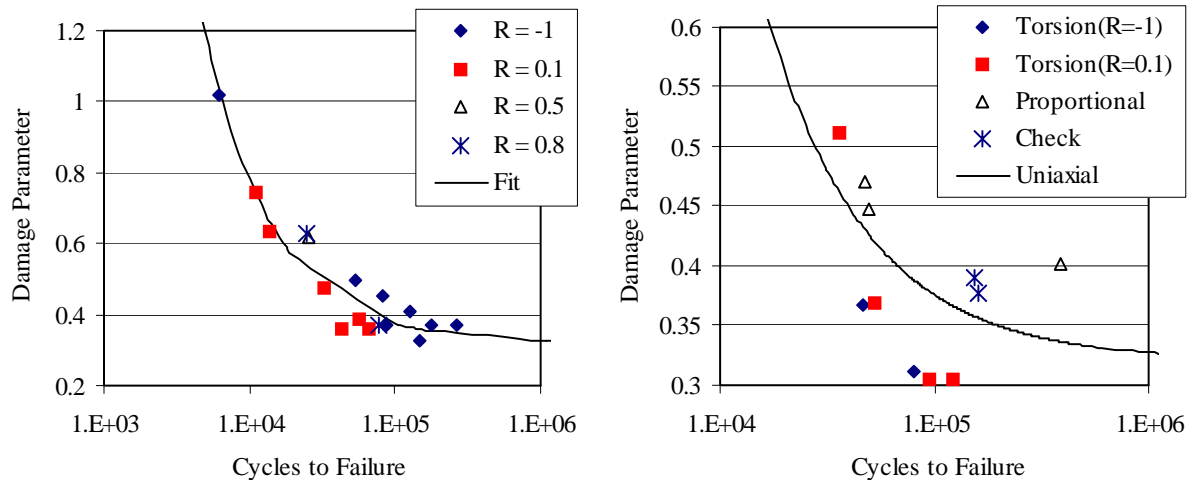 1.2
1
0.8
0.6
0.4
0.2
Damage Parameter
1.E+03
1.E+04
1.E+05
1.E+06
Cycles to Failure
R = -1
R = 0.1
R = 0.5
R = 0.8
Fit
0.6
0.55
0.5
0.45
0.4
0.35
0.3
Damage Parameter
1.E+04
1.E+05
1.E+06
Cycles to Failure
Torsion(R=-1)
Torsion(R=0.1)
Proportional
Check
Uniaxial